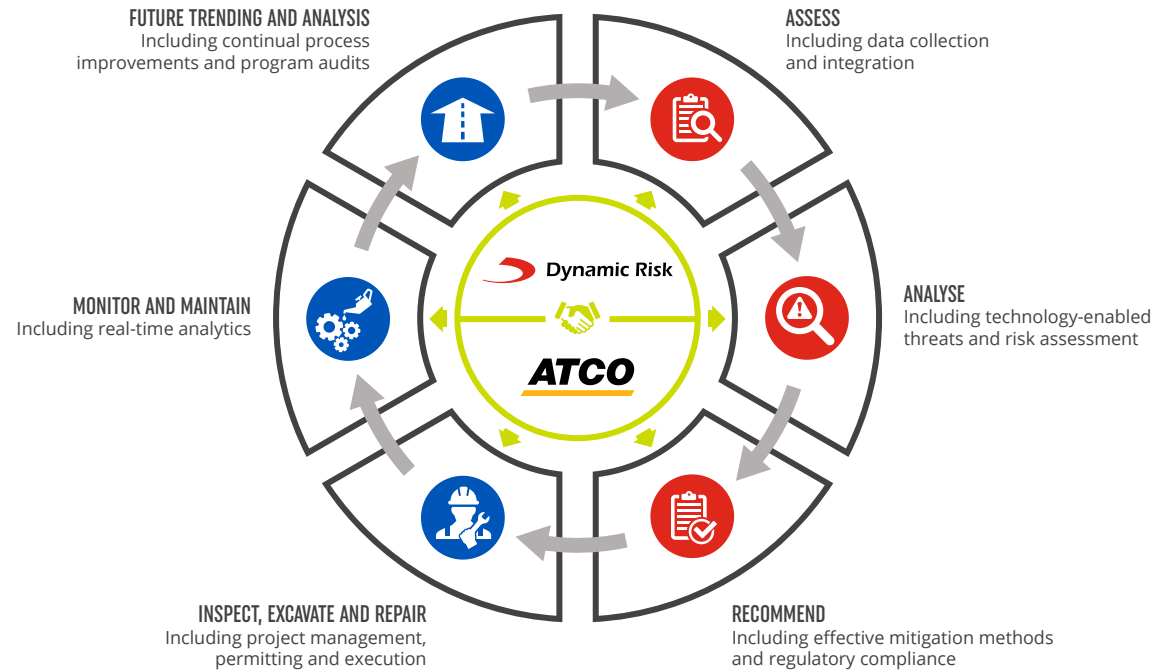 FUTURE TRENDING AND ANALYSIS
Including continual process
improvements and program audits
ASSESS
Including data collection
and integration
Dynamic Risk
ATCO
MONITOR AND MAINTAIN
Including real-time analytics
ANALYSE
Including technology-enabled
threats and risk assessment
INSPECT, EXCAVATE AND REPAIR
Including project management,
permitting and execution
RECOMMEND
Including effective mitigation methods
and regulatory compliance